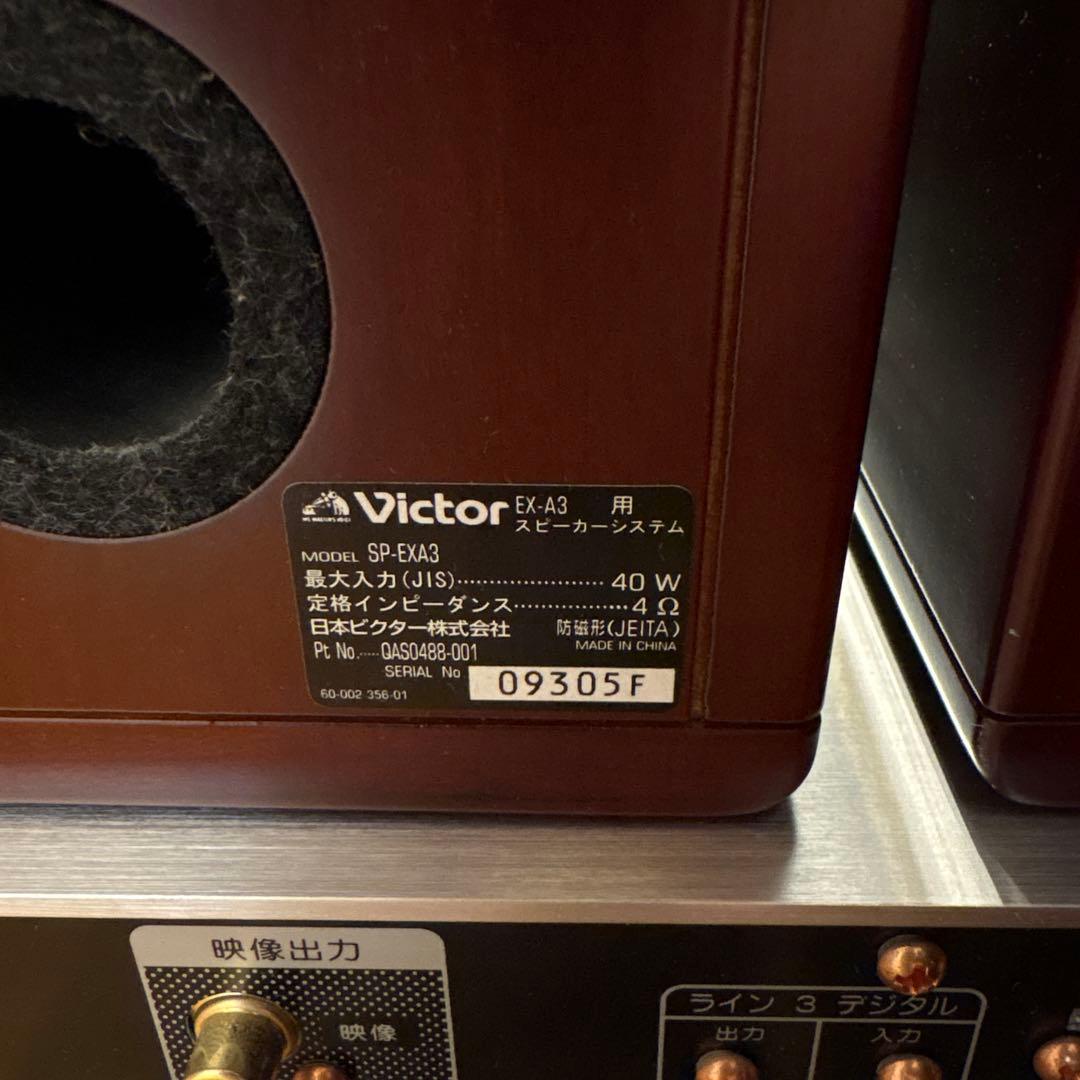 Victor EX-A3 用
スピーカーシステム
MODEL SP-EXA3
最大入力(JIS)..................... 40 W
定格インピーダンス................4 Ω
日本ビクター株式会社 防磁形(JEITA)
MADE IN CHINA
Pt No.....QAS0488-001
SERIAL No 09305F
60-002 356-01
映像出力
映像
ライン 3 デジタル
出力 入力